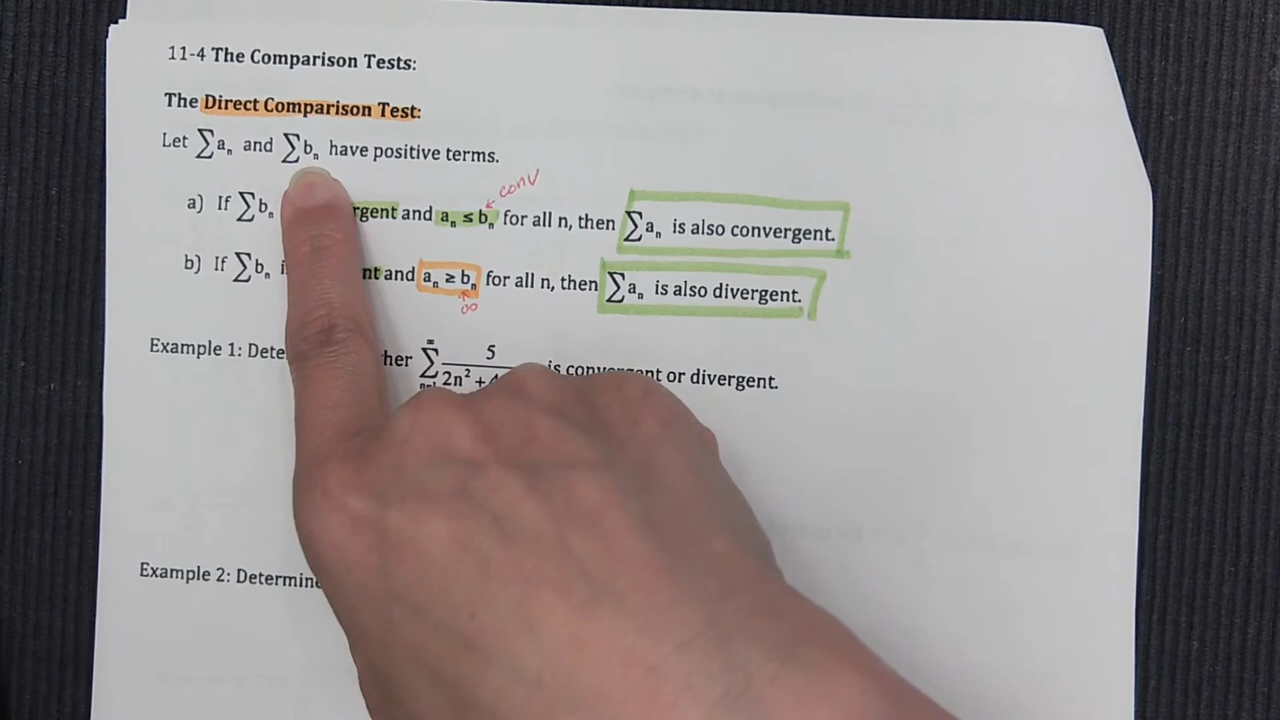 11-4 The Comparison Tests:
The Direct Comparison Test:
Let ∑aₙ and ∑bₙ have positive terms.
conv
a) If ∑bₙ rgent and aₙ ≤ bₙ for all n, then ∑aₙ is also convergent.
b) If ∑bₙ i nt and aₙ ≥ bₙ for all n, then ∑aₙ is also divergent.
∞
Example 1: Dete her ∞ ∑ 5 / 2n² + is convergent or divergent.
Example 2: Determin